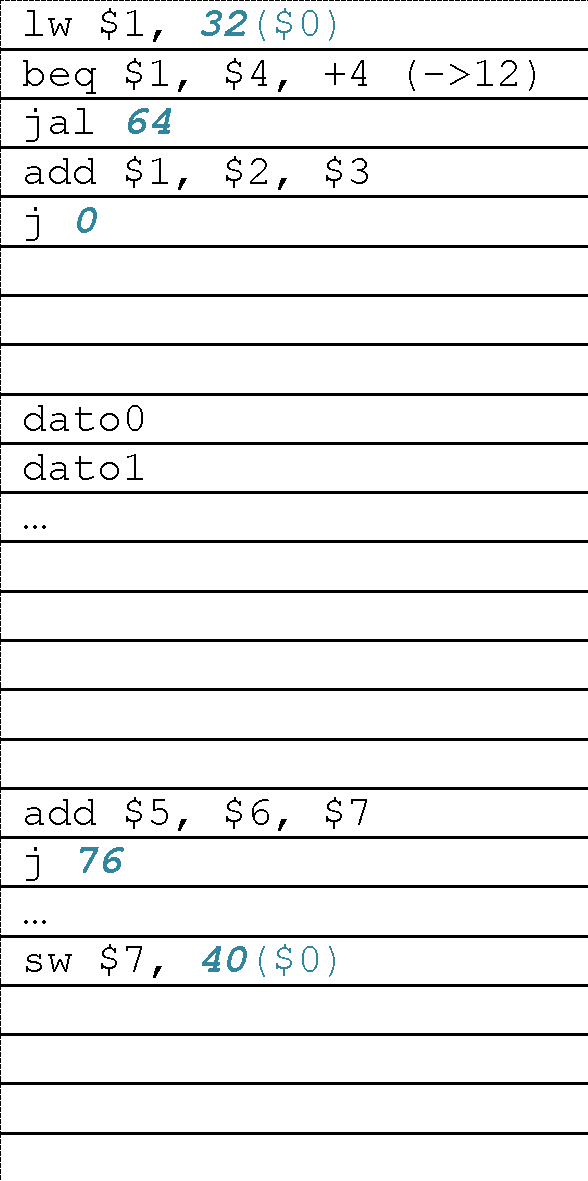 lw $1, 32($0)
beq $1, $4, +4 (->12)
jal 64
add $1, $2, $3
j 0
dato0
dato1
…
add $5, $6, $7
j 76
…
sw $7, 40($0)